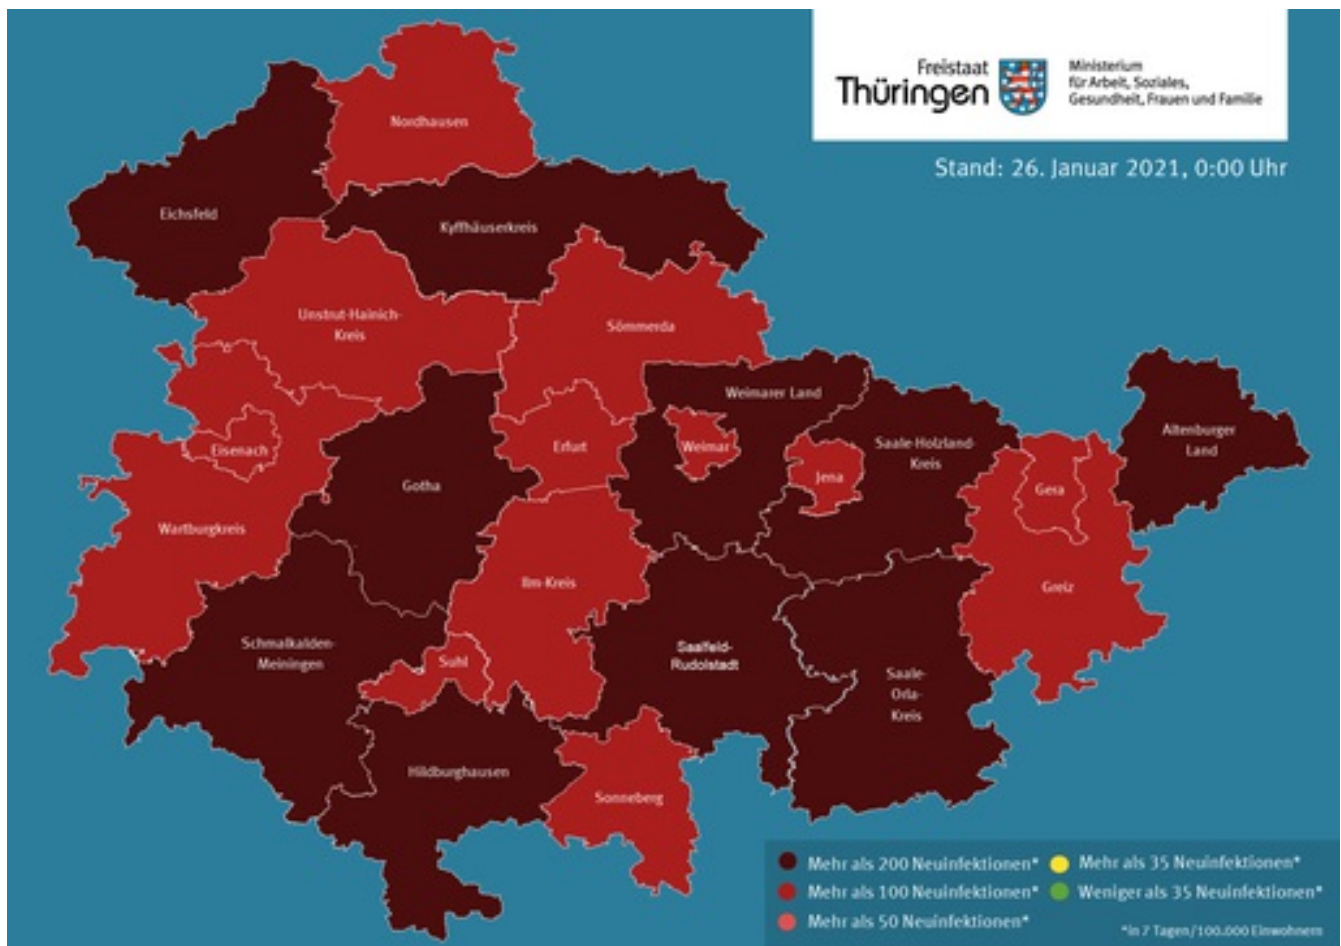 Freistaat
Thüringen
Ministerium
für Arbeit, Soziales,
Gesundheit, Frauen und Familie
Stand: 26. Januar 2021, 0:00 Uhr
Nordhausen
Eichsfeld
Kyffhäuserkreis
Unstrut-Hainich-
Kreis
Sömmerda
Weimarer Land
Eisenach
Erfurt
Weimar
Saale-Holzland-
Kreis
Altenburger
Land
Gotha
Jena
Gera
Wartburgkreis
Ilm-Kreis
Greiz
Schmalkalden-
Meiningen
Suhl
Saalfeld-
Rudolstadt
Saale-
Orla-
Kreis
Hildburghausen
Sonneberg
Mehr als 200 Neuinfektionen*
Mehr als 100 Neuinfektionen*
Mehr als 50 Neuinfektionen*
Mehr als 35 Neuinfektionen*
Weniger als 35 Neuinfektionen*
*in 7 Tagen/100.000 Einwohnern